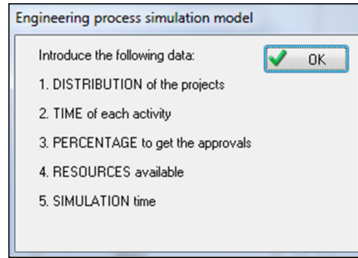 Engineering process simulation model
Introduce the following data:
OK
1. DISTRIBUTION of the projects
2. TIME of each activity
3. PERCENTAGE to get the approvals
4. RESOURCES available
5. SIMULATION time